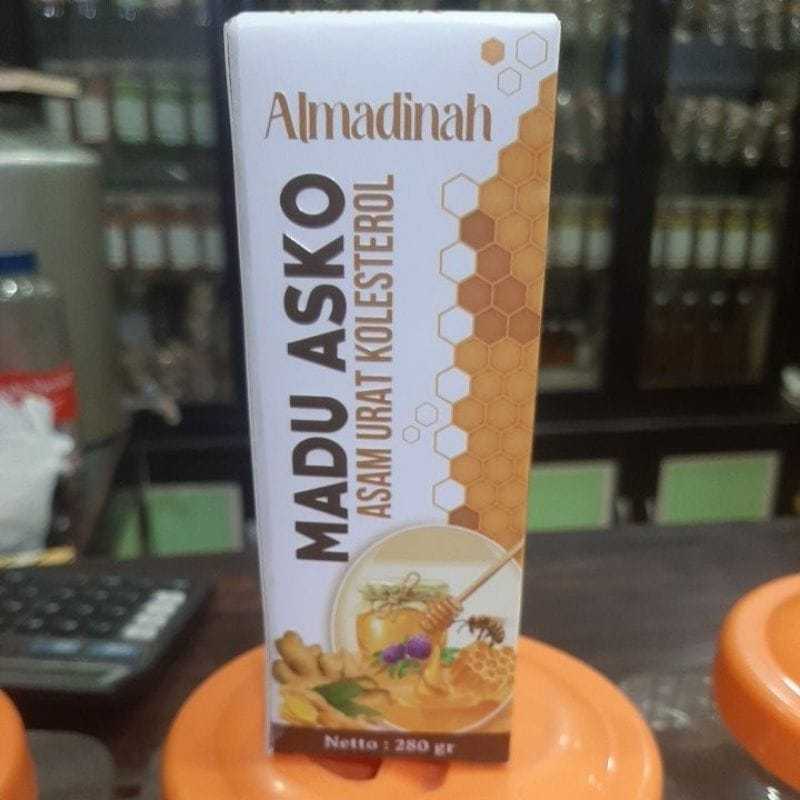 Almadinah
MADU ASKO
ASAM URAT KOLESTEROL
Netto : 280 gr